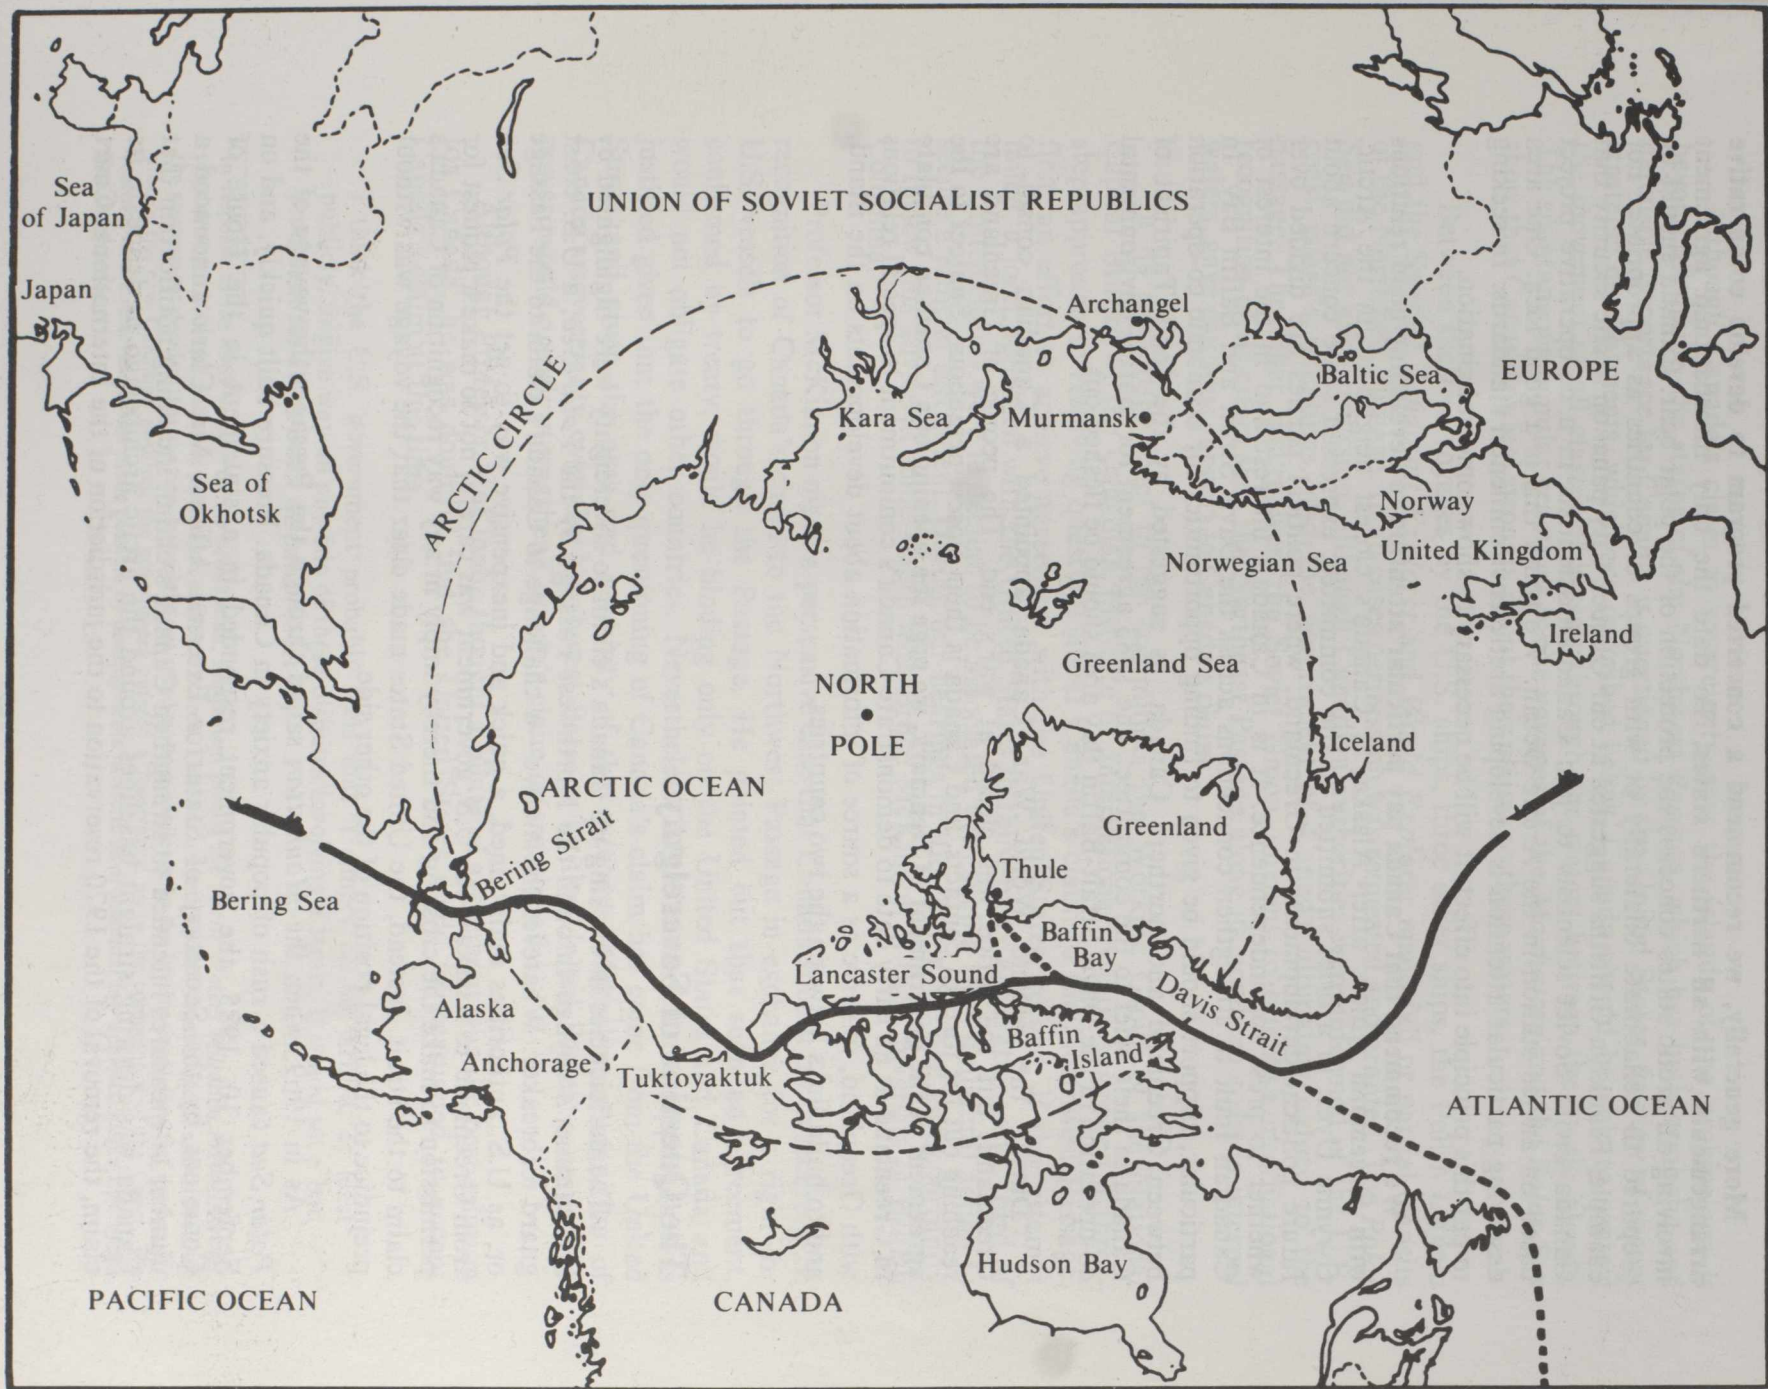 UNION OF SOVIET SOCIALIST REPUBLICS
Sea
of Japan
Japan
Archangel
Baltic Sea
EUROPE
ARCTIC CIRCLE
Kara Sea
Murmansk
Sea of
Okhotsk
Norway
United Kingdom
Norwegian Sea
Ireland
Greenland Sea
NORTH
POLE
Iceland
ARCTIC OCEAN
Bering Strait
Greenland
Thule
Bering Sea
Baffin
Bay
Lancaster Sound
Davis Strait
Alaska
Baffin
Island
Anchorage
Tuktoyaktuk
ATLANTIC OCEAN
Hudson Bay
PACIFIC OCEAN
CANADA